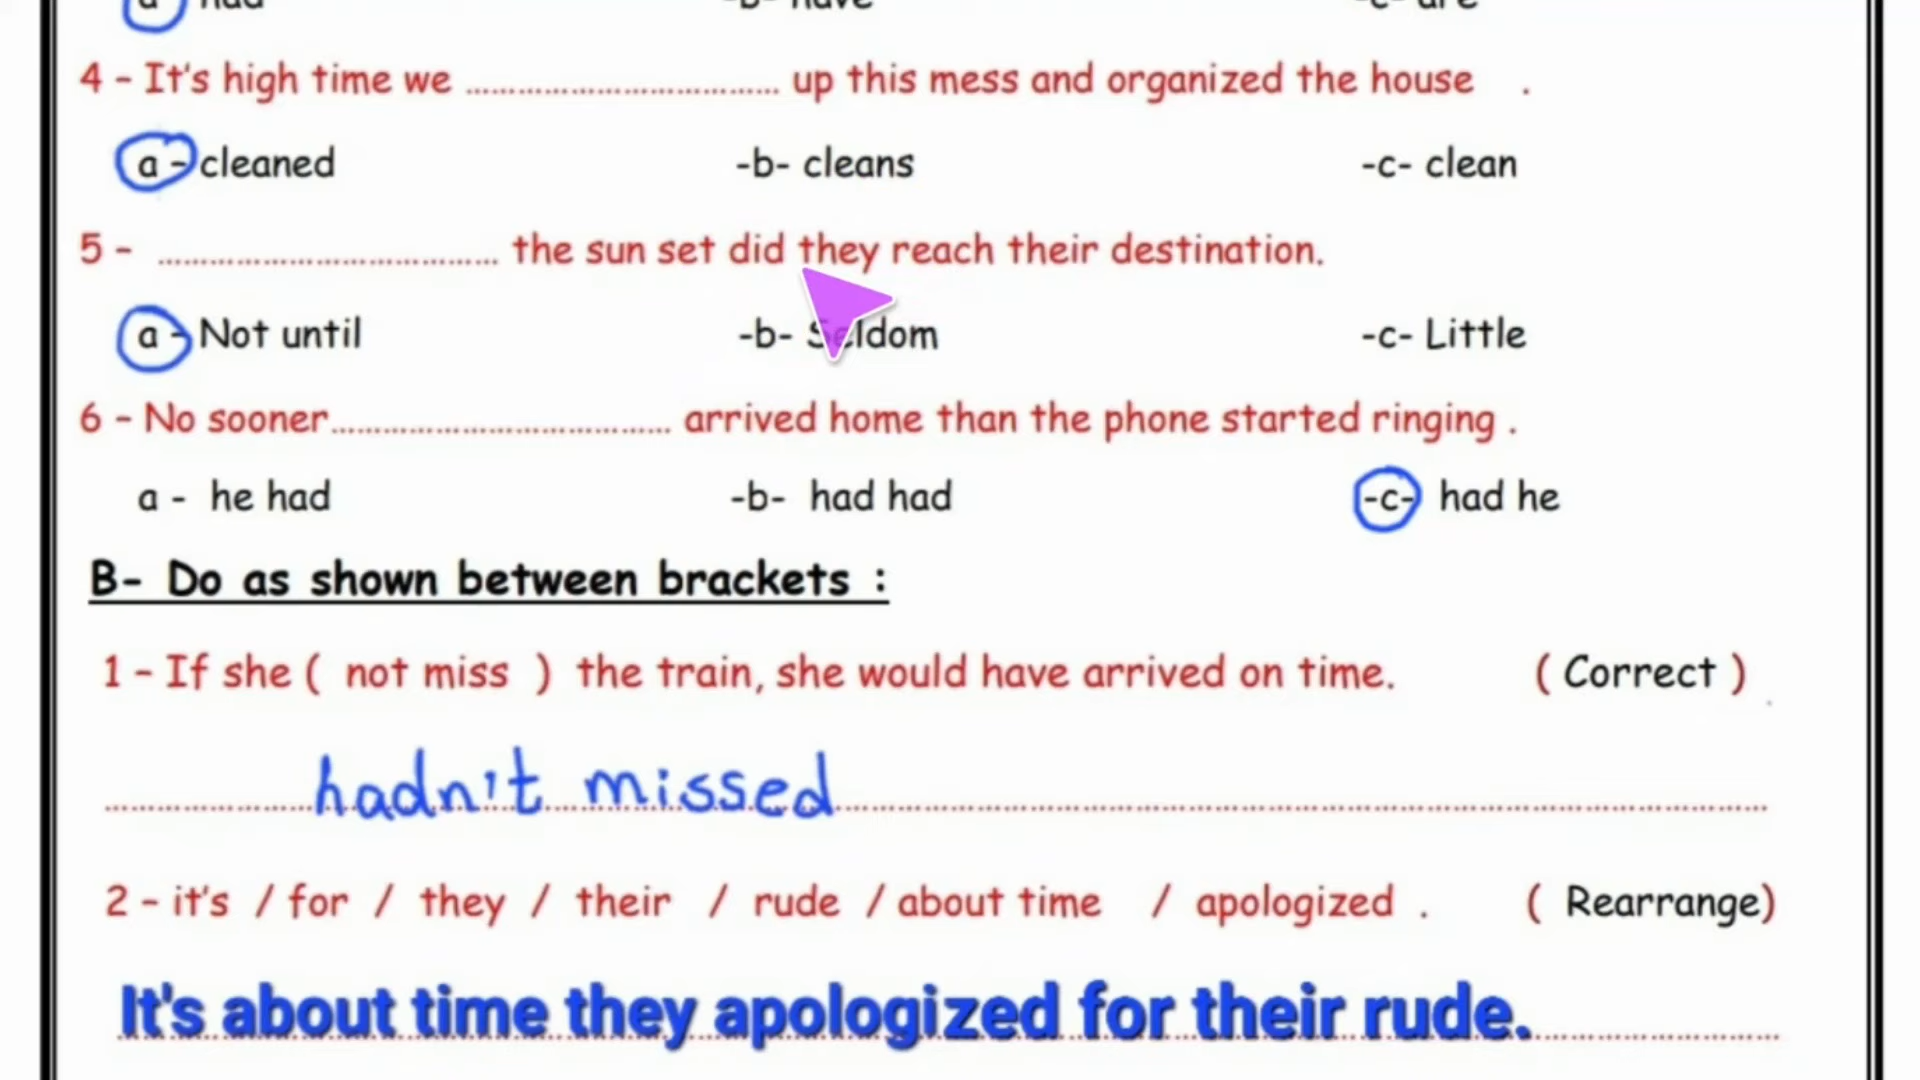 a had -b- have -c- are
4 - It's high time we ................................ up this mess and organized the house .
a - cleaned -b- cleans -c- clean
5 - ................................... the sun set did they reach their destination.
a - Not until -b- Seldom -c- Little
6 - No sooner................................... arrived home than the phone started ringing .
a - he had -b- had had -c- had he
B- Do as shown between brackets :
1 - If she ( not miss ) the train, she would have arrived on time. ( Correct )
hadn't missed
2 - it's / for / they / their / rude / about time / apologized . ( Rearrange)
It's about time they apologized for their rude.